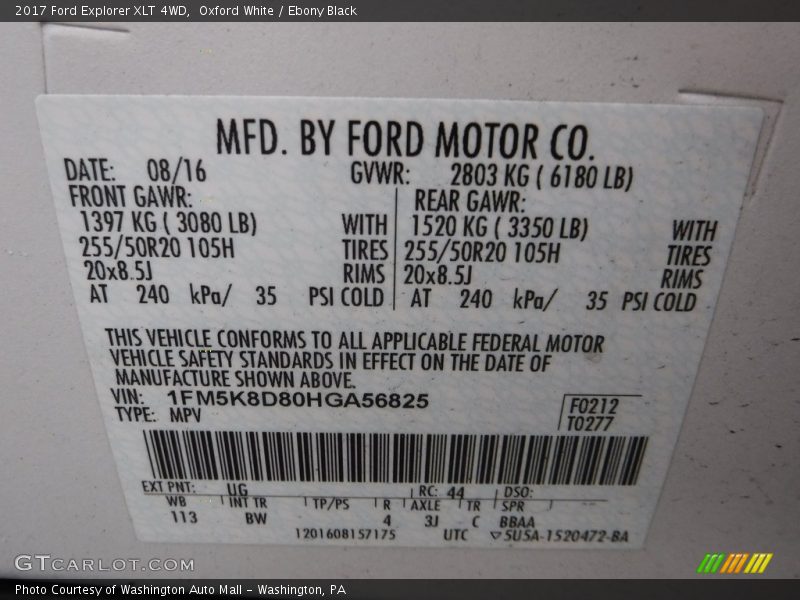 2017 Ford Explorer XLT 4WD,  Oxford White / Ebony Black
MFD. BY FORD MOTOR CO.
DATE: 08/16 GVWR: 2803 KG ( 6180 LB)
FRONT GAWR: REAR GAWR:
1397 KG ( 3080 LB) WITH 1520 KG ( 3350 LB) WITH
255/50R20 105H TIRES 255/50R20 105H TIRES
20x8.5J RIMS 20x8.5J RIMS
AT 240 kPa/ 35 PSI COLD AT 240 kPa/ 35 PSI COLD
THIS VEHICLE CONFORMS TO ALL APPLICABLE FEDERAL MOTOR
VEHICLE SAFETY STANDARDS IN EFFECT ON THE DATE OF
MANUFACTURE SHOWN ABOVE.
VIN: 1FM5K8D80HGA56825 F0212
TYPE: MPV T0277
EXT PNT: UG RC: 44 DSO:
WB INT TR TP/PS R AXLE TR SPR
113 BW 4 3J C BBAA
1201608157175 UTC ▽5U5A-1520472-BA
GTCARLOT.COM
Photo Courtesy of Washington Auto Mall – Washington, PA